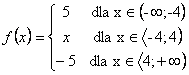 f(x) = { 5 dla x ∈ (-∞;-4)
x dla x ∈ ⟨-4;4)
-5 dla x ∈ ⟨4;+∞)